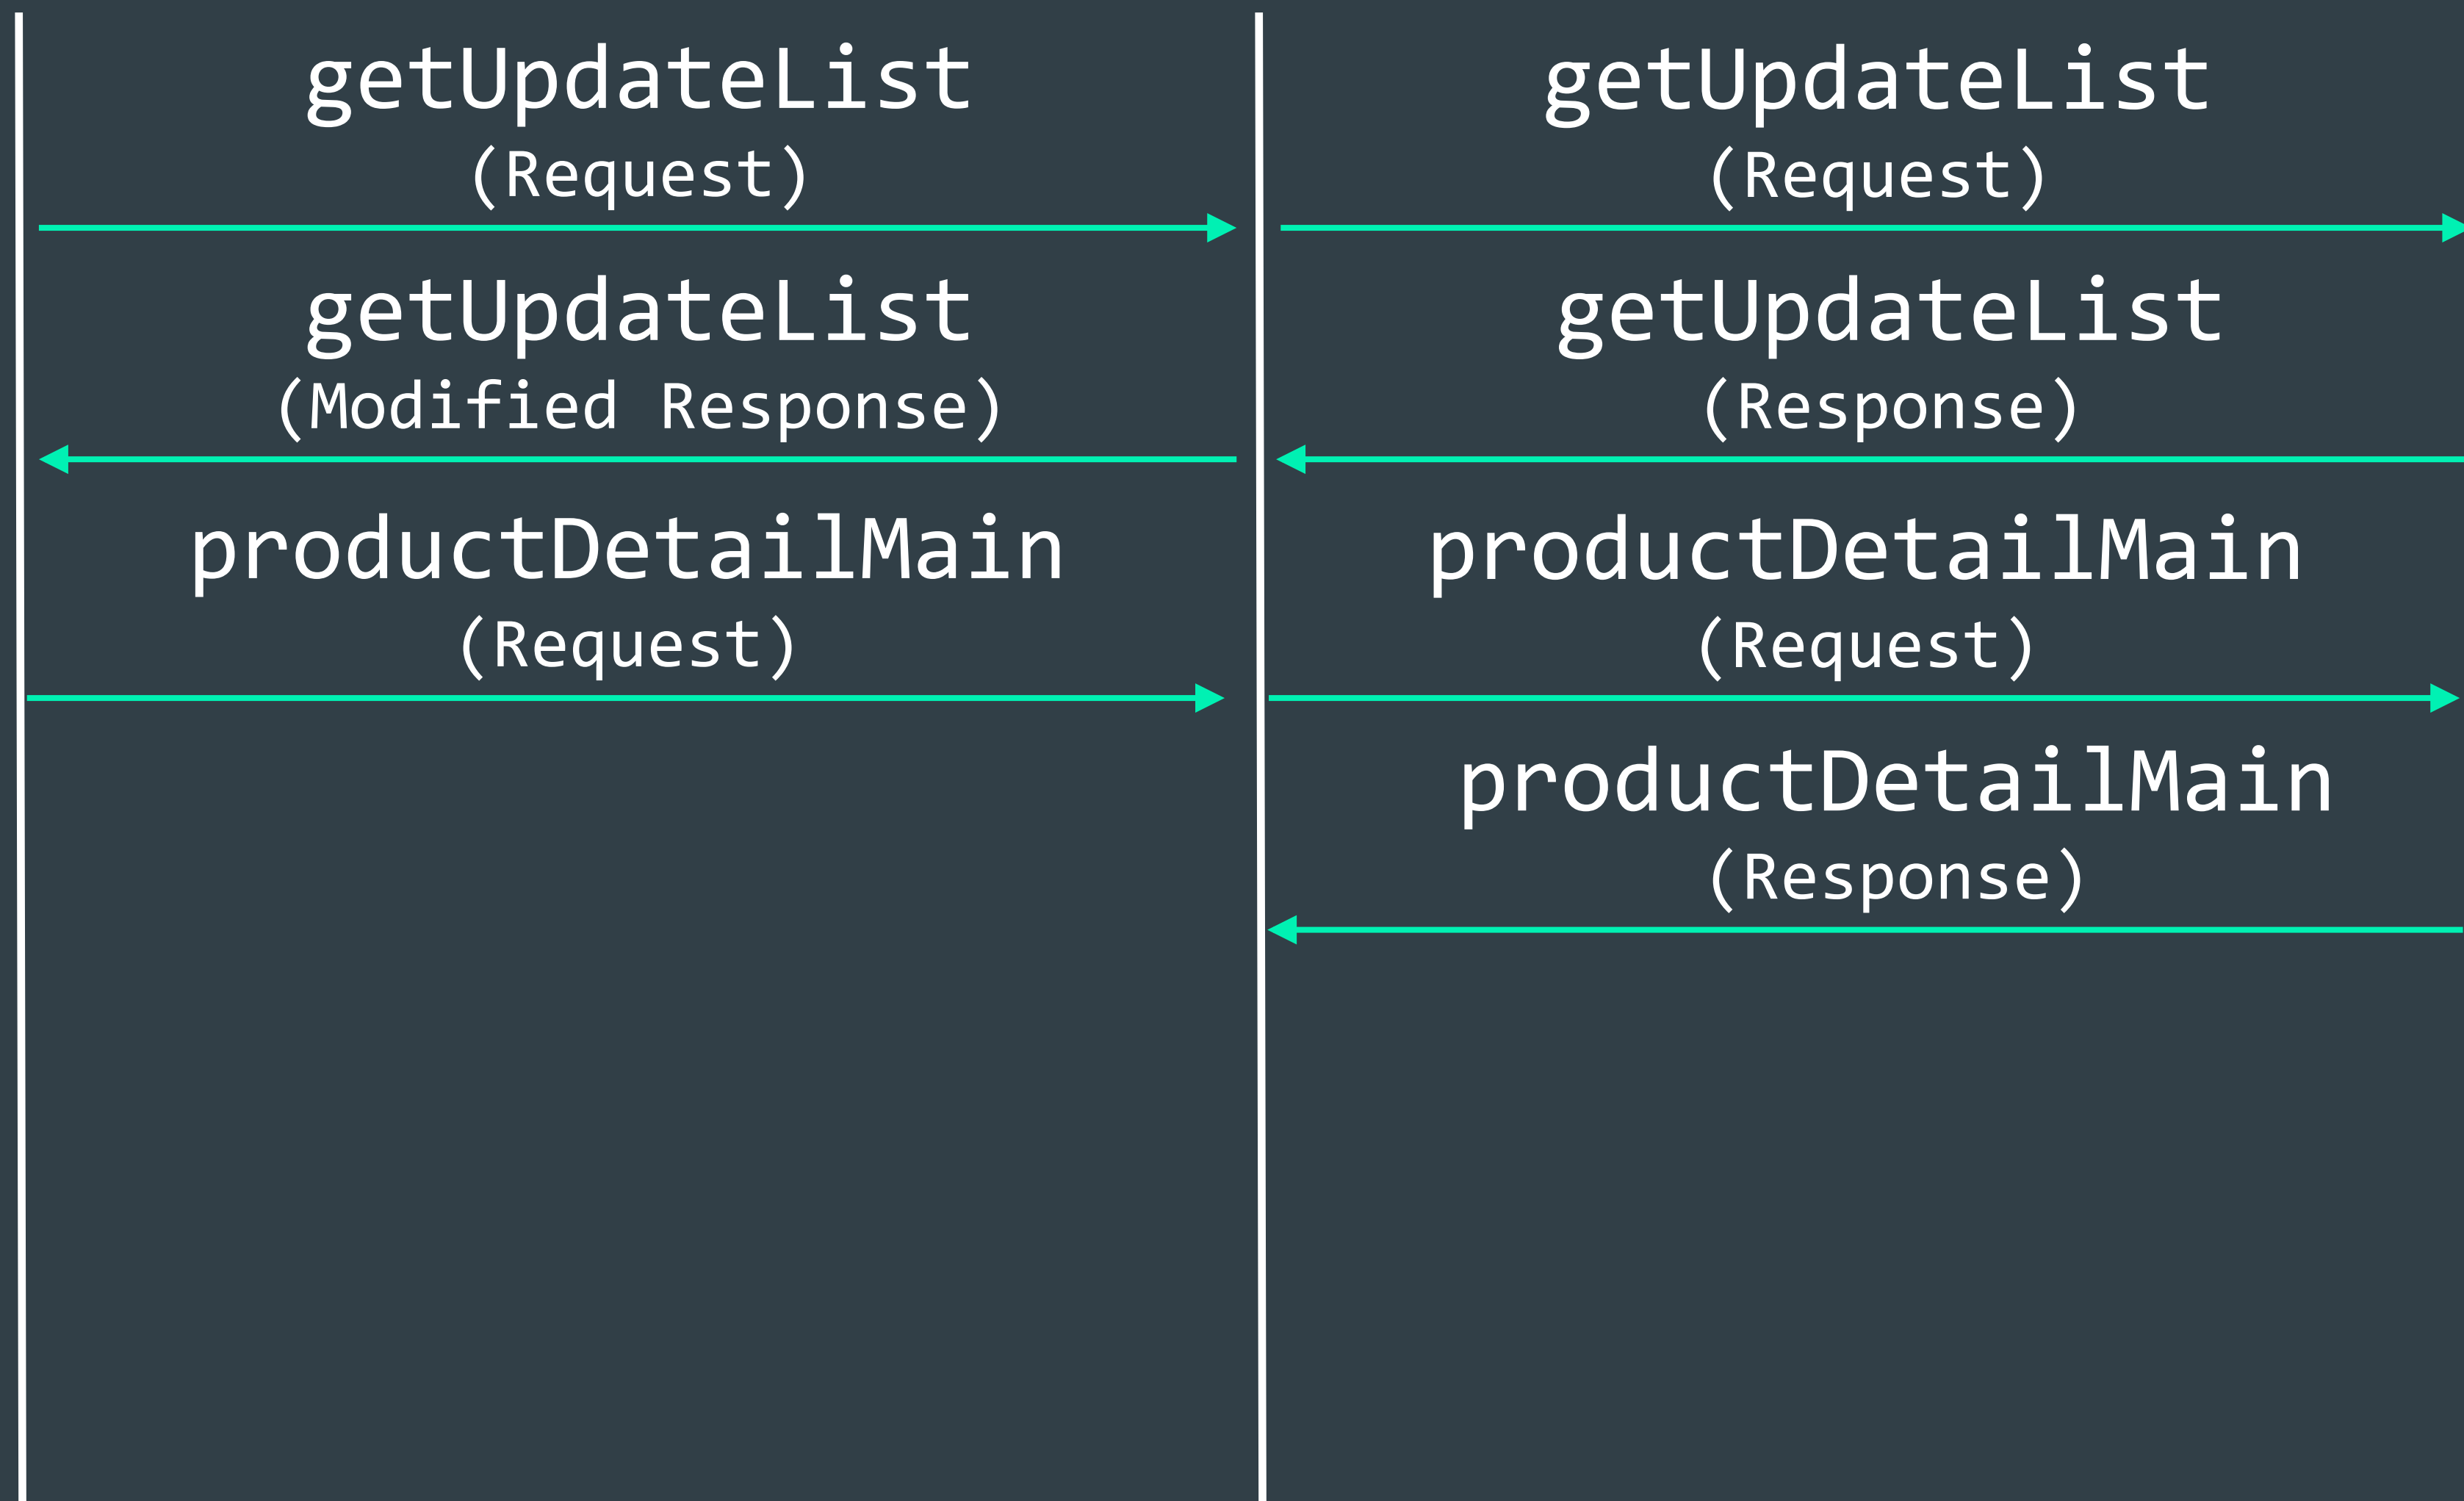 getUpdateList
(Request)
getUpdateList
(Request)
getUpdateList
(Modified Response)
getUpdateList
(Response)
productDetailMain
(Request)
productDetailMain
(Request)
productDetailMain
(Response)